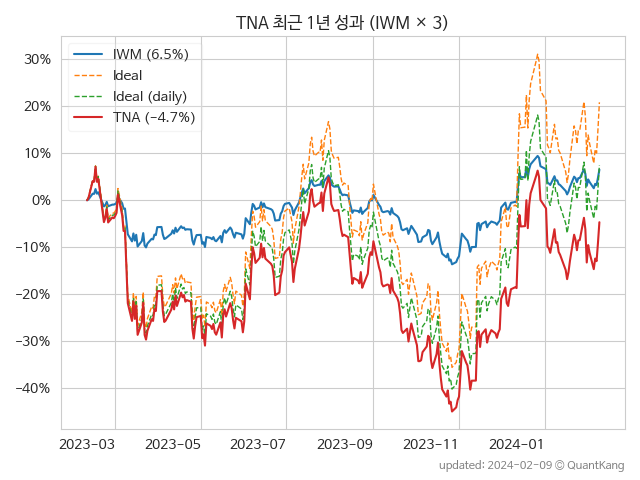 TNA 최근 1년 성과 (IWM × 3)
IWM (6.5%)
Ideal
Ideal (daily)
TNA (−4.7%)
30%
20%
10%
0%
−10%
−20%
−30%
−40%
2023−03 2023−05 2023−07 2023−09 2023−11 2024−01
updated: 2024-02-09 © QuantKang